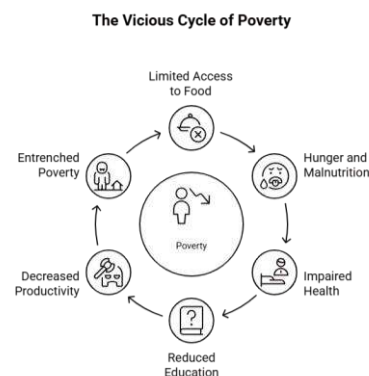 The Vicious Cycle of Poverty
Limited Access
to Food
Hunger and
Malnutrition
Impaired
Health
Reduced
Education
Decreased
Productivity
Entrenched
Poverty
Poverty
?